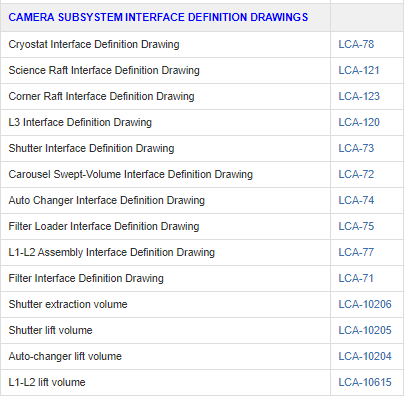 CAMERA SUBSYSTEM INTERFACE DEFINITION DRAWINGS
Cryostat Interface Definition Drawing LCA-78
Science Raft Interface Definition Drawing LCA-121
Corner Raft Interface Definition Drawing LCA-123
L3 Interface Definition Drawing LCA-120
Shutter Interface Definition Drawing LCA-73
Carousel Swept-Volume Interface Definition Drawing LCA-72
Auto Changer Interface Definition Drawing LCA-74
Filter Loader Interface Definition Drawing LCA-75
L1-L2 Assembly Interface Definition Drawing LCA-77
Filter Interface Definition Drawing LCA-71
Shutter extraction volume LCA-10206
Shutter lift volume LCA-10205
Auto-changer lift volume LCA-10204
L1-L2 lift volume LCA-10615